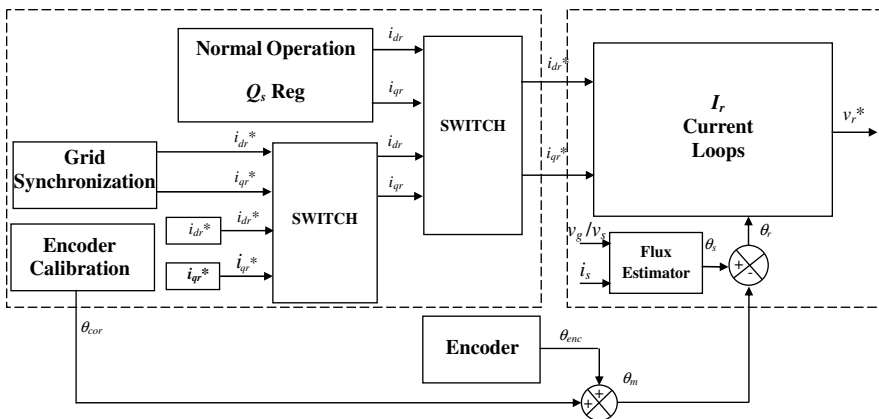 Normal Operation
Q_s Reg
i_dr
i_qr
SWITCH
i_dr*
i_qr*
I_r
Current
Loops
v_r*
Grid
Synchronization
i_dr*
i_qr*
i_dr*
i_dr*
i_qr*
i_qr*
SWITCH
i_dr
i_qr
Encoder
Calibration
θ_cor
v_g /v_s
i_s
Flux
Estimator
θ_s
+
-
θ_r
Encoder
θ_enc
+
+
θ_m